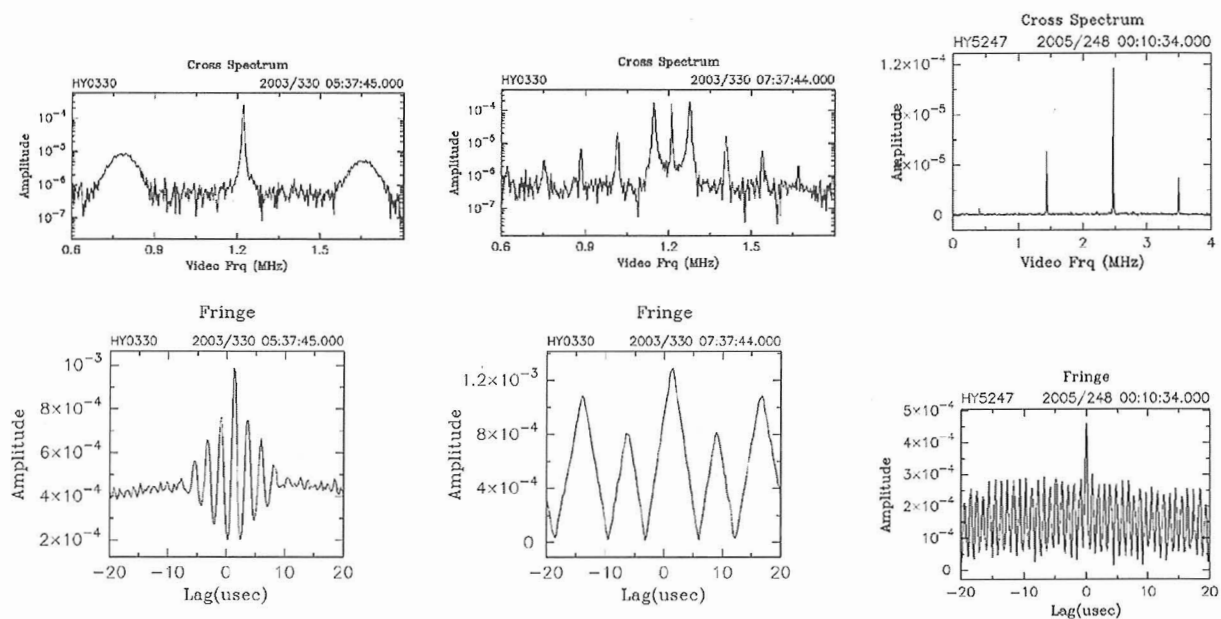 Cross Spectrum
HY0330 2003/330 05:37:45.000
Amplitude
10⁻⁴
10⁻⁵
10⁻⁶
10⁻⁷
0.6 0.9 1.2 1.5
Video Frq (MHz)
Cross Spectrum
HY0330 2003/330 07:37:44.000
Amplitude
10⁻⁴
10⁻⁵
10⁻⁶
10⁻⁷
0.6 0.9 1.2 1.5
Video Frq (MHz)
Cross Spectrum
HY5247 2005/248 00:10:34.000
Amplitude
1.2×10⁻⁴
10⁻⁵
×10⁻⁵
0
0 1 2 3 4
Video Frq (MHz)
Fringe
HY0330 2003/330 05:37:45.000
Amplitude
10⁻³
8×10⁻⁴
6×10⁻⁴
4×10⁻⁴
2×10⁻⁴
−20 −10 0 10 20
Lag(usec)
Fringe
HY0330 2003/330 07:37:44.000
Amplitude
1.2×10⁻³
8×10⁻⁴
4×10⁻⁴
0
−20 −10 0 10 20
Lag(usec)
Fringe
HY5247 2005/248 00:10:34.000
Amplitude
5×10⁻⁴
4×10⁻⁴
3×10⁻⁴
2×10⁻⁴
10⁻⁴
0
−20 −10 0 10 20
Lag(usec)